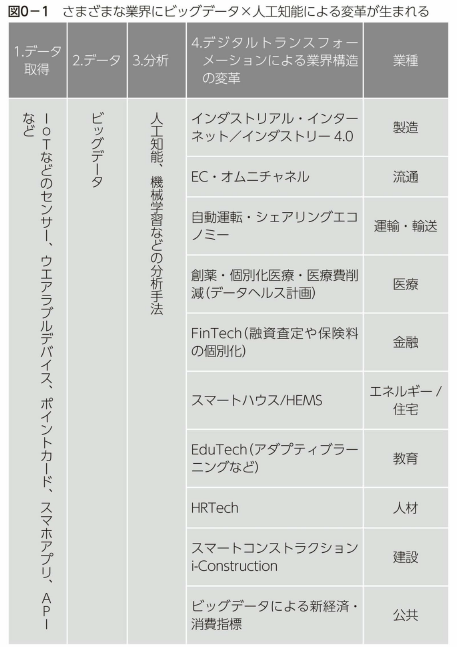 図0-1 さまざまな業界にビッグデータ×人工知能による変革が生まれる
1.データ
取得
2.データ
3.分析
4.デジタルトランスフォー
メーションによる業界構造
の変革
業種
IoTなどのセンサー、ウエアラブルデバイス、ポイントカード、スマホアプリ、API
など
ビッグデータ
人工知能、機械学習などの分析手法
インダストリアル・インター
ネット／インダストリー4.0
製造
EC・オムニチャネル
流通
自動運転・シェアリングエコ
ノミー
運輸・輸送
創薬・個別化医療・医療費削
減（データヘルス計画）
医療
FinTech（融資査定や保険料
の個別化）
金融
スマートハウス/HEMS
エネルギー/
住宅
EduTech（アダプティブラー
ニングなど）
教育
HRTech
人材
スマートコンストラクション
i-Construction
建設
ビッグデータによる新経済・
消費指標
公共